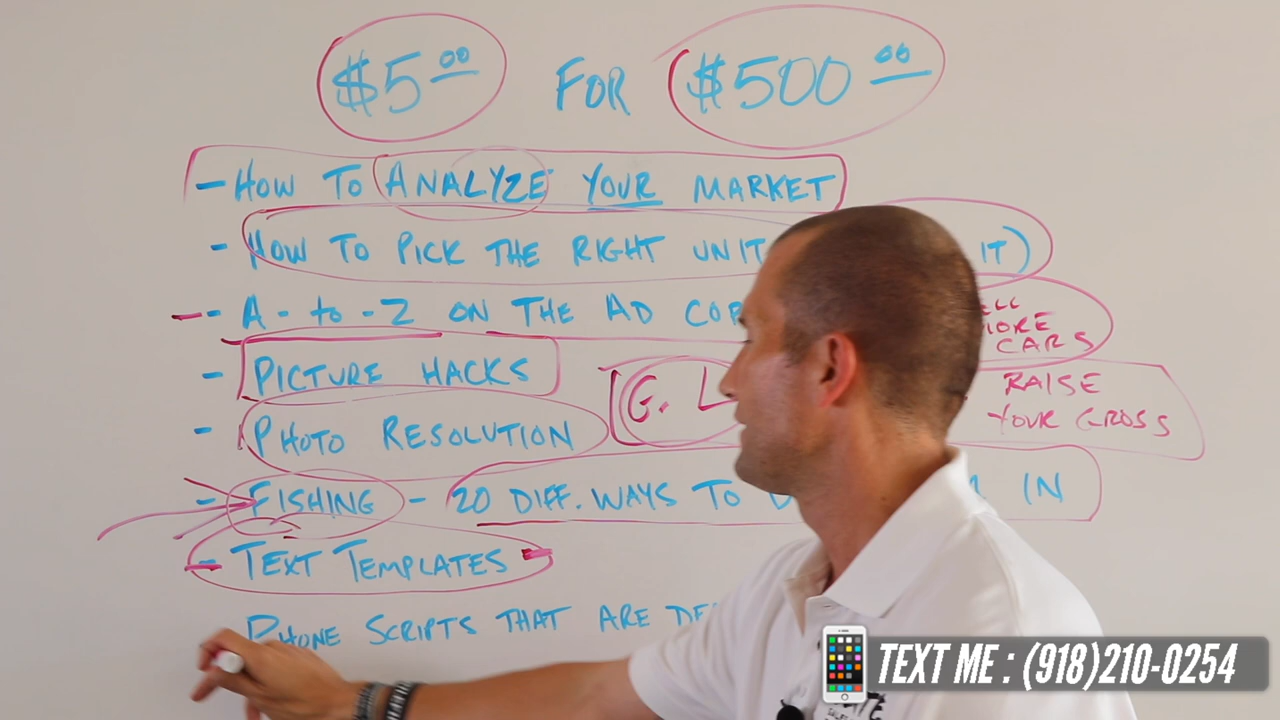 $5.00 FOR $500.00
- HOW TO ANALYZE YOUR MARKET
- HOW TO PICK THE RIGHT UNIT IT)
- A - to - Z ON THE AD
MORE
CARS
- PICTURE HACKS
G. L
RAISE
YOUR GROSS
- PHOTO RESOLUTION
- FISHING - 20 DIFF. WAYS TO IN
- TEXT TEMPLATES -
PHONE SCRIPTS THAT ARE
TEXT ME : (918)210-0254